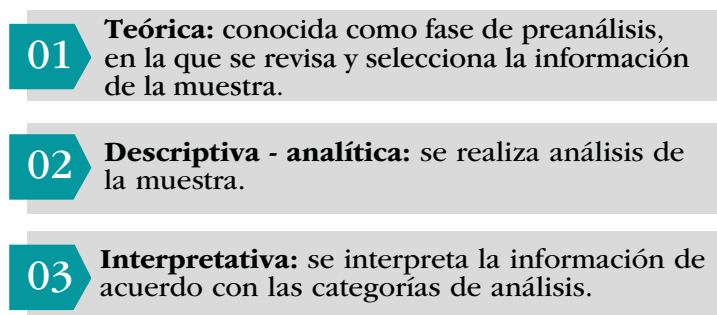 01
Teórica: conocida como fase de preanálisis,
en la que se revisa y selecciona la información
de la muestra.
02
Descriptiva - analítica: se realiza análisis de
la muestra.
03
Interpretativa: se interpreta la información de
acuerdo con las categorías de análisis.